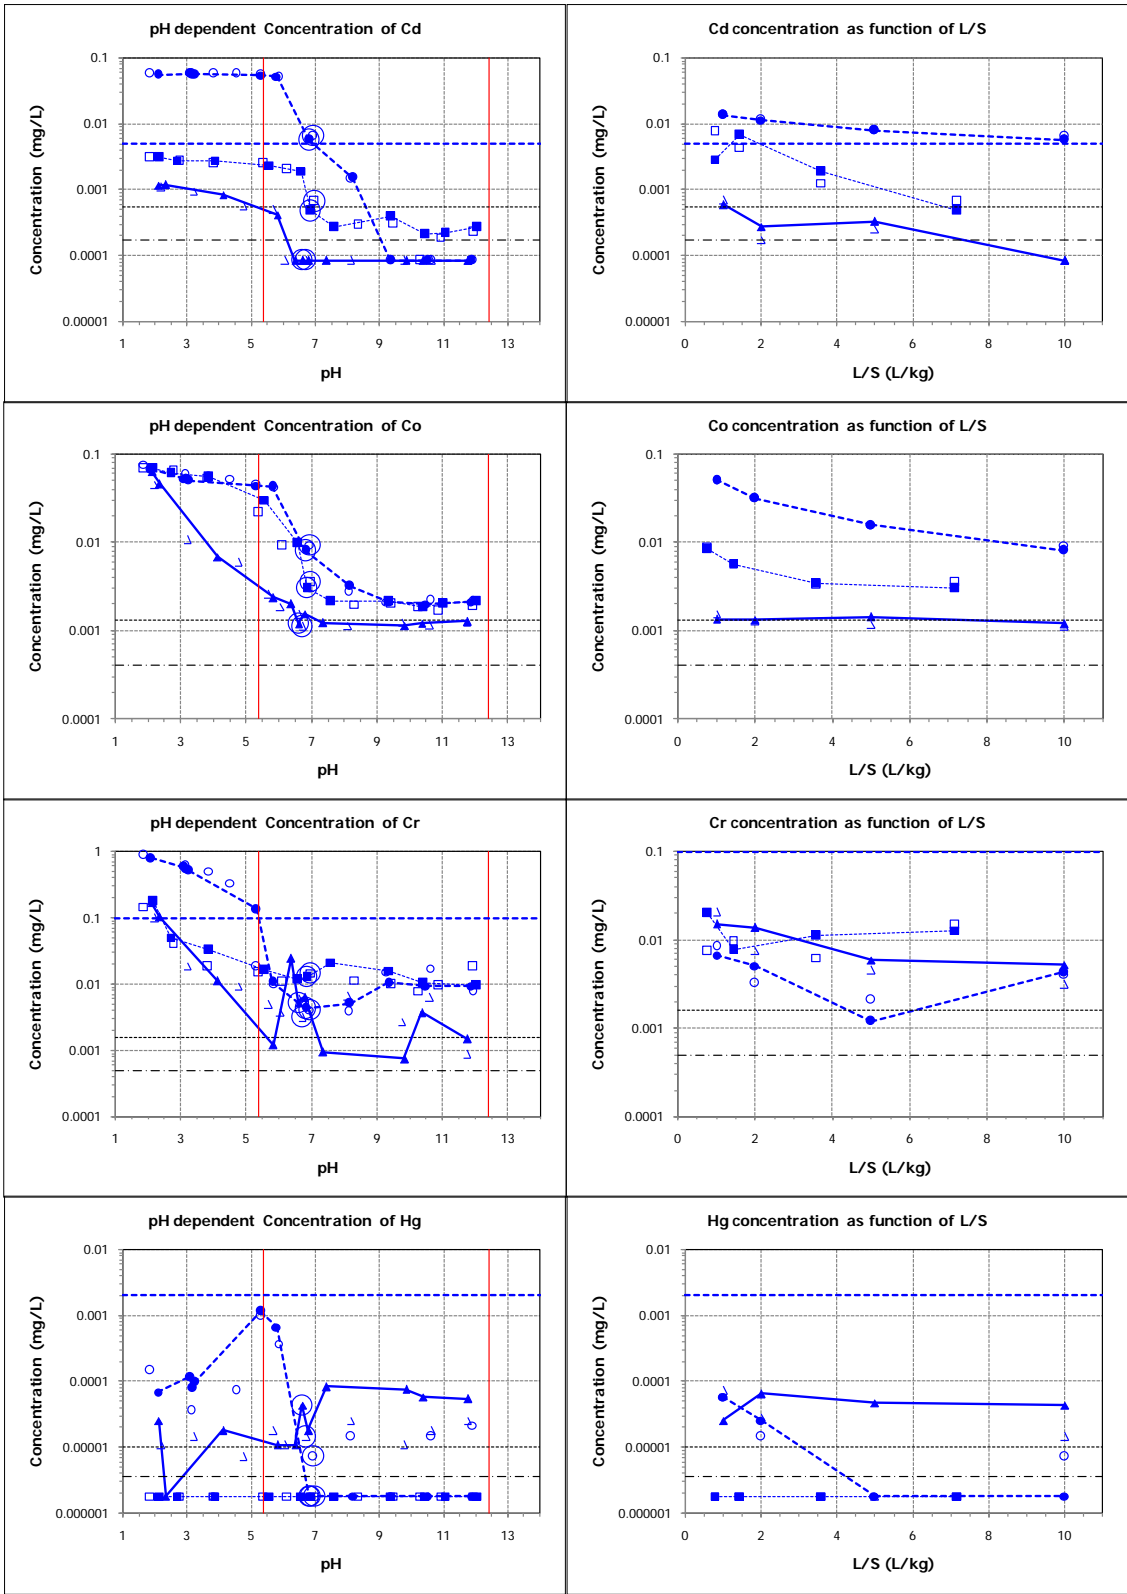 pH dependent Concentration of Cd
Concentration (mg/L)
0.1
0.01
0.001
0.0001
0.00001
1 3 5 7 9 11 13
pH
Cd concentration as function of L/S
Concentration (mg/L)
0.1
0.01
0.001
0.0001
0.00001
0 2 4 6 8 10
L/S (L/kg)
pH dependent Concentration of Co
Concentration (mg/L)
0.1
0.01
0.001
0.0001
1 3 5 7 9 11 13
pH
Co concentration as function of L/S
Concentration (mg/L)
0.1
0.01
0.001
0.0001
0 2 4 6 8 10
L/S (L/kg)
pH dependent Concentration of Cr
Concentration (mg/L)
1
0.1
0.01
0.001
0.0001
1 3 5 7 9 11 13
pH
Cr concentration as function of L/S
Concentration (mg/L)
0.1
0.01
0.001
0.0001
0 2 4 6 8 10
L/S (L/kg)
pH dependent Concentration of Hg
Concentration (mg/L)
0.01
0.001
0.0001
0.00001
0.000001
1 3 5 7 9 11 13
pH
Hg concentration as function of L/S
Concentration (mg/L)
0.01
0.001
0.0001
0.00001
0.000001
0 2 4 6 8 10
L/S (L/kg)